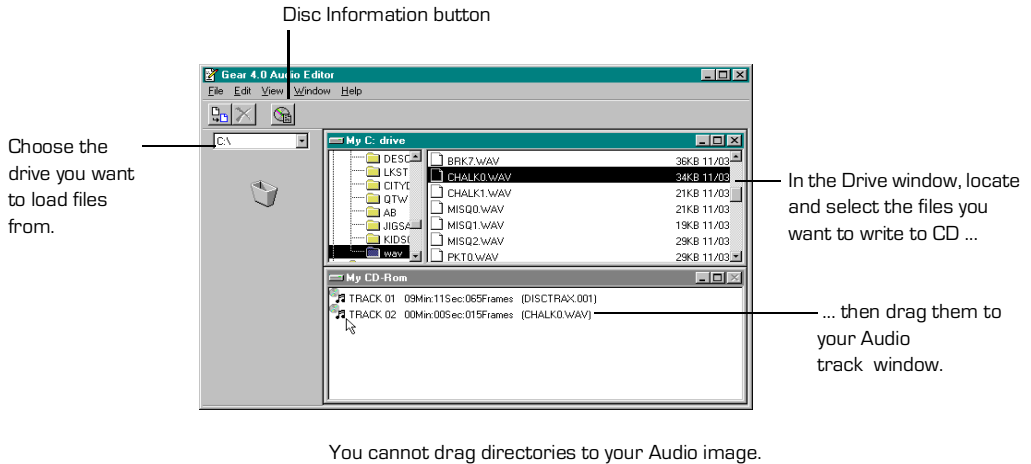 Disc Information button
Gear 4.0 Audio Editor
File Edit View Window Help
C:\
Choose the
drive you want
to load files
from.
My C: drive
DESC
LKST
CITYD
QTW
AB
JIGSA
KIDS
wav
BRK7.WAV 36KB 11/03
CHALK0.WAV 34KB 11/03
CHALK1.WAV 21KB 11/03
MISQ0.WAV 21KB 11/03
MISQ1.WAV 19KB 11/03
MISQ2.WAV 29KB 11/03
PKT0.WAV 29KB 11/03
In the Drive window, locate
and select the files you
want to write to CD ...
My CD-Rom
TRACK 01 09Min:11Sec:065Frames (DISCTRAX.001)
TRACK 02 00Min:00Sec:015Frames (CHALK0.WAV)
... then drag them to
your Audio
track window.
You cannot drag directories to your Audio image.